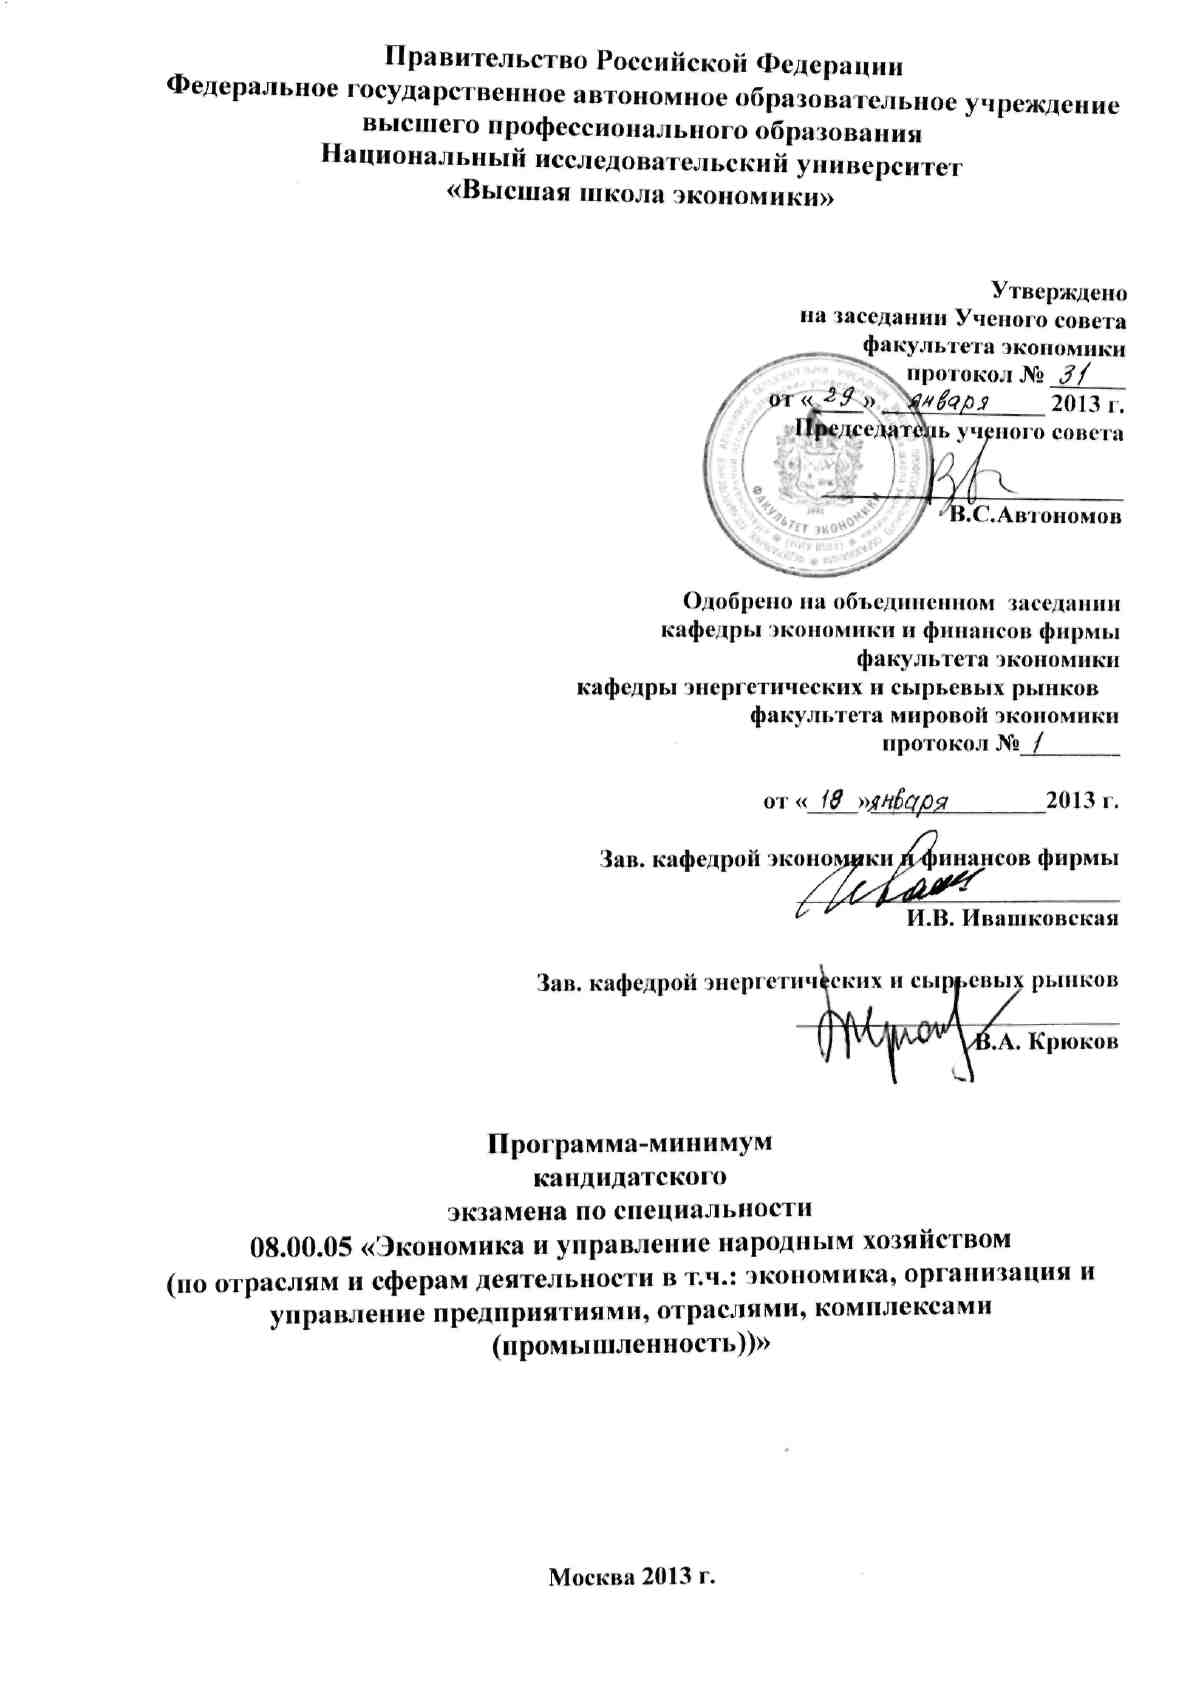 Правительство Российской Федерации
Федеральное государственное автономное образовательное учреждение
высшего профессионального образования
Национальный исследовательский университет
«Высшая школа экономики»
Утверждено
на заседании Ученого совета
факультета экономики
протокол № 31
от « 29 » января 2013 г.
Председатель ученого совета
В.С.Автономов
ФАКУЛЬТЕТ ЭКОНОМИКИ
Одобрено на объединенном заседании
кафедры экономики и финансов фирмы
факультета экономики
кафедры энергетических и сырьевых рынков
факультета мировой экономики
протокол № 1
от « 18 » января 2013 г.
Зав. кафедрой экономики и финансов фирмы
И.В. Ивашковская
Зав. кафедрой энергетических и сырьевых рынков
В.А. Крюков
Программа-минимум
кандидатского
экзамена по специальности
08.00.05 «Экономика и управление народным хозяйством
(по отраслям и сферам деятельности в т.ч.: экономика, организация и
управление предприятиями, отраслями, комплексами
(промышленность))»
Москва 2013 г.